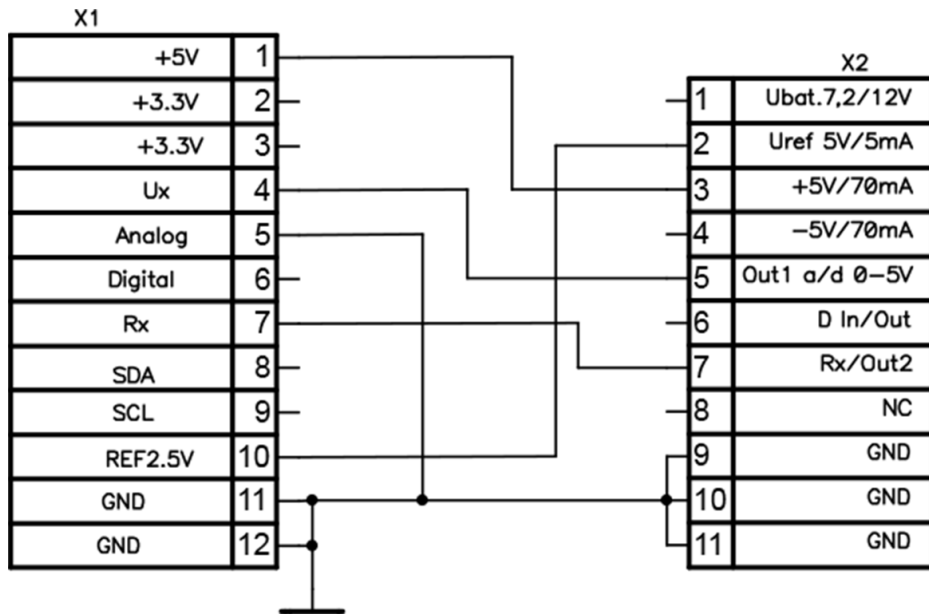 X1
+5V 1
+3.3V 2
+3.3V 3
Ux 4
Analog 5
Digital 6
Rx 7
SDA 8
SCL 9
REF2.5V 10
GND 11
GND 12
X2
1 Ubat.7,2/12V
2 Uref 5V/5mA
3 +5V/70mA
4 -5V/70mA
5 Out1 a/d 0-5V
6 D In/Out
7 Rx/Out2
8 NC
9 GND
10 GND
11 GND